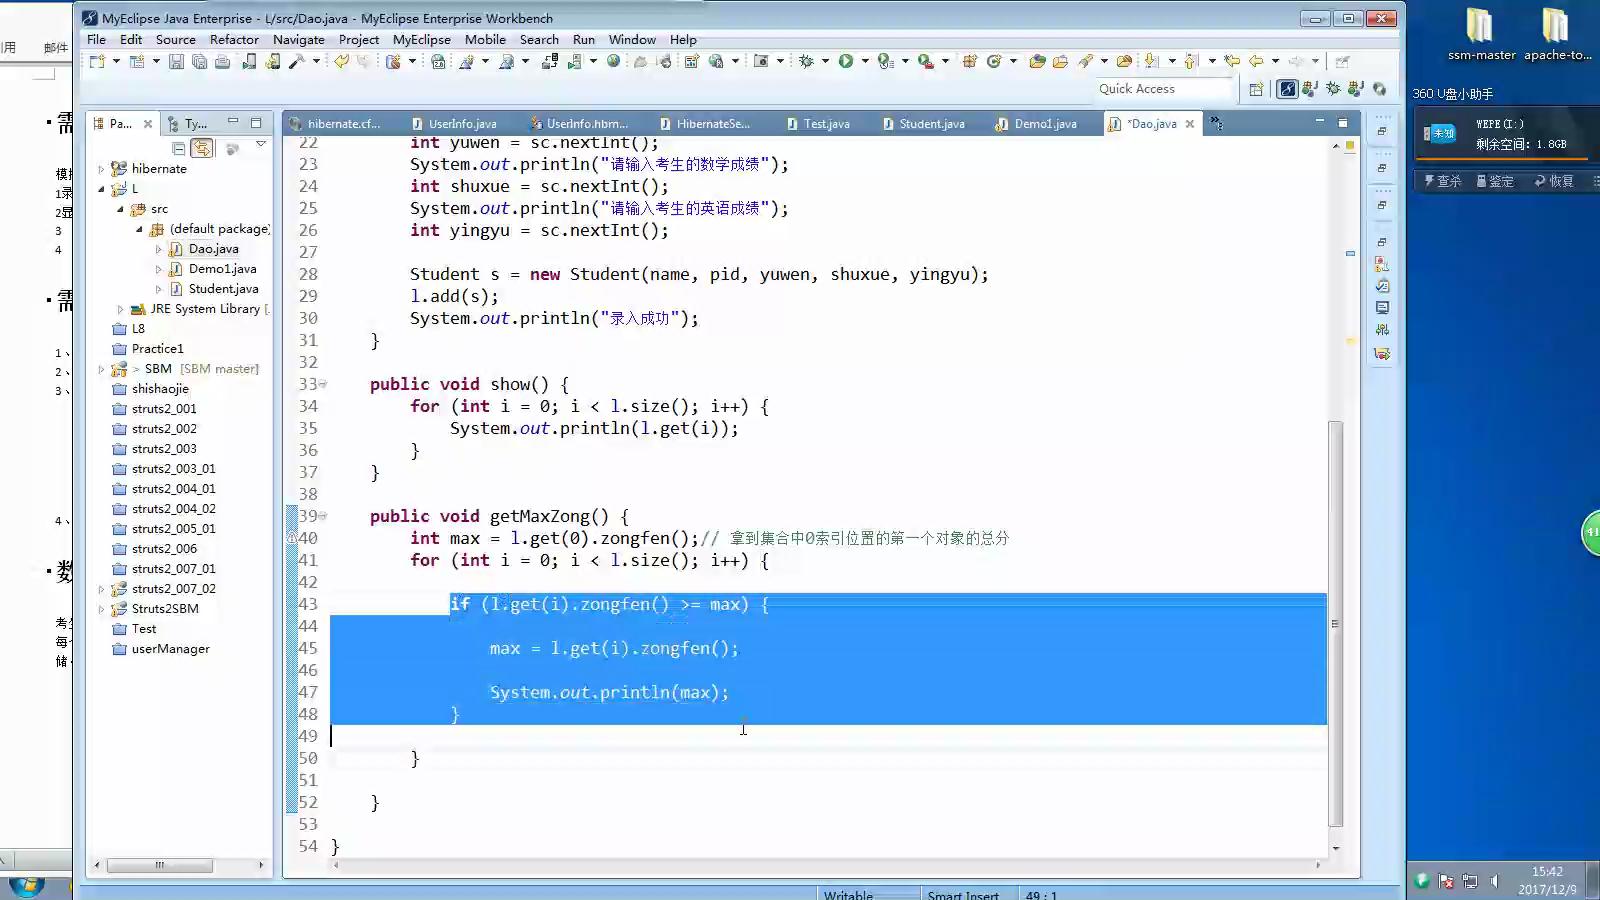 MyEclipse Java Enterprise - L/src/Dao.java - MyEclipse Enterprise Workbench
File Edit Source Refactor Navigate Project MyEclipse Mobile Search Run Window Help
Quick Access
引用 邮件
Pa... Ty...
hibernate.cf... UserInfo.java UserInfo.hbm... HibernateSe... Test.java Student.java Demo1.java *Dao.java
hibernate
L
src
(default package)
Dao.java
Demo1.java
Student.java
JRE System Library [
L8
Practice1
> SBM [SBM master]
shishaojie
struts2_001
struts2_002
struts2_003
struts2_003_01
struts2_004_01
struts2_004_02
struts2_005_01
struts2_006
struts2_007_01
struts2_007_02
Struts2SBM
Test
userManager
22 int yuwen = sc.nextInt();
23 System.out.println("请输入考生的数学成绩");
24 int shuxue = sc.nextInt();
25 System.out.println("请输入考生的英语成绩");
26 int yingyu = sc.nextInt();
27
28 Student s = new Student(name, pid, yuwen, shuxue, yingyu);
29 l.add(s);
30 System.out.println("录入成功");
31 }
32
33 public void show() {
34 for (int i = 0; i < l.size(); i++) {
35 System.out.println(l.get(i));
36 }
37 }
38
39 public void getMaxZong() {
40 int max = l.get(0).zongfen();// 拿到集合中0索引位置的第一个对象的总分
41 for (int i = 0; i < l.size(); i++) {
42
43 if (l.get(i).zongfen() >= max) {
44
45 max = l.get(i).zongfen();
46
47 System.out.println(max);
48 }
49
50 }
51
52 }
53
54 }
Writable Smart Insert 49 : 1
ssm-master apache-to...
360 U盘小助手
未知
WEPE(I:)
剩余空间: 1.8GB
查杀 鉴定 恢复
41
15:42
2017/12/9